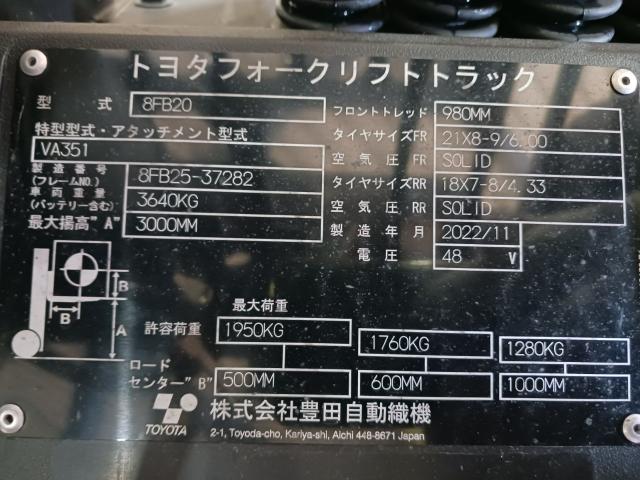 トヨタフォークリフトトラック
型式 8FB20
特型型式・アタッチメント型式
VA351
製造番号
(フレームNO.) 8FB25-37282
車両重量
(バッテリー含む) 3640KG
最大揚高"A" 3000MM
フロントトレッド 980MM
タイヤサイズFR 21X8-9/6.00
空気圧FR SOLID
タイヤサイズRR 18X7-8/4.33
空気圧RR SOLID
製造年月 2022/11
電圧 48 V
B
B
A
最大荷重
許容荷重 1950KG 1760KG 1280KG
ロード
センター"B" 500MM 600MM 1000MM
TOYOTA 株式会社豊田自動織機
2-1, Toyoda-cho, Kariya-shi, Aichi 448-8671 Japan